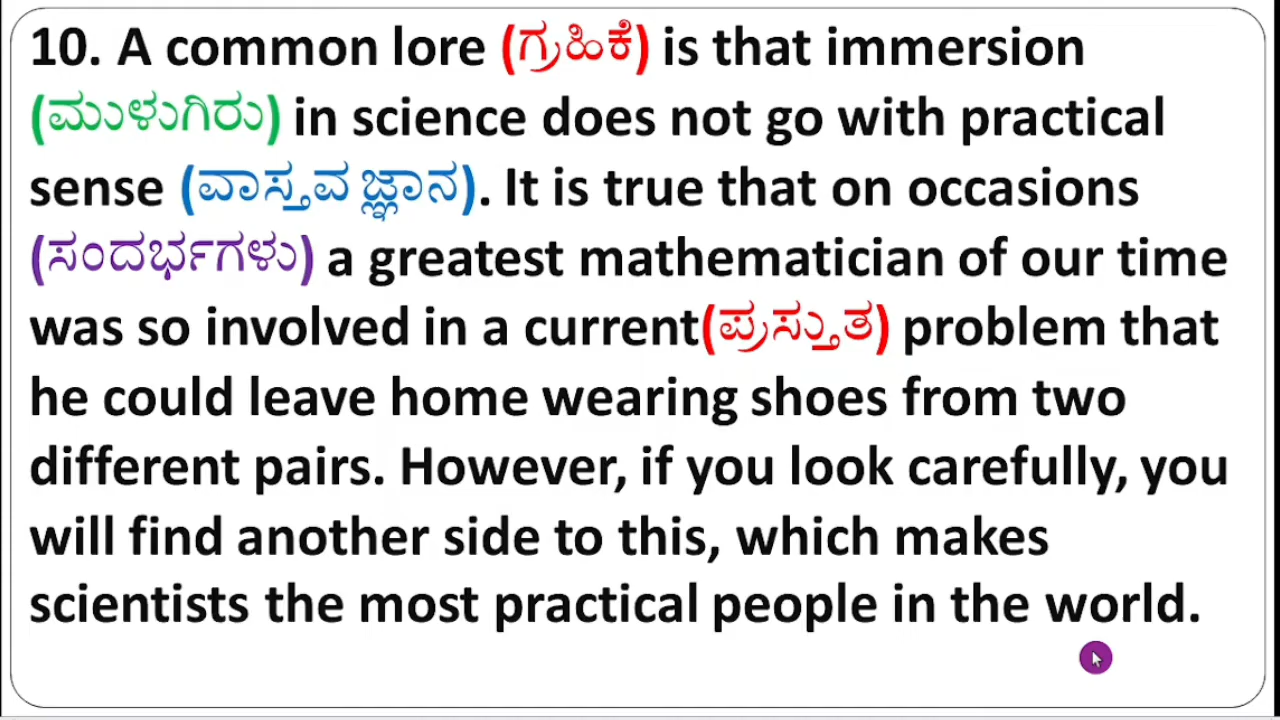 10. A common lore (ಗ್ರಹಿಕೆ) is that immersion
(ಮುಳುಗಿರು) in science does not go with practical
sense (ವಾಸ್ತವ ಜ್ಞಾನ). It is true that on occasions
(ಸಂದರ್ಭಗಳು) a greatest mathematician of our time
was so involved in a current(ಪ್ರಸ್ತುತ) problem that
he could leave home wearing shoes from two
different pairs. However, if you look carefully, you
will find another side to this, which makes
scientists the most practical people in the world.